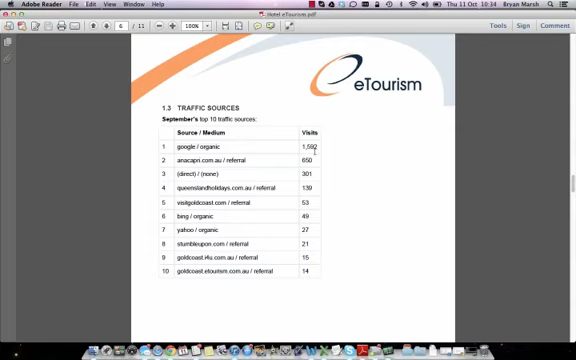 Adobe Reader File Edit View Window Help Thu 11 Oct 10:34 Bryan Marsh
Hotel eTourism.pdf
6 / 11 100% Tools Sign Comment
eTourism
1.3 TRAFFIC SOURCES
September's top 10 traffic sources:
Source / Medium Visits
1 google / organic 1,592
2 anacapri.com.au / referral 650
3 (direct) / (none) 301
4 queenslandholidays.com.au / referral 139
5 visitgoldcoast.com / referral 53
6 bing / organic 49
7 yahoo / organic 27
8 stumbleupon.com / referral 21
9 goldcoast.i4u.com.au / referral 15
10 goldcoast.etourism.com.au / referral 14